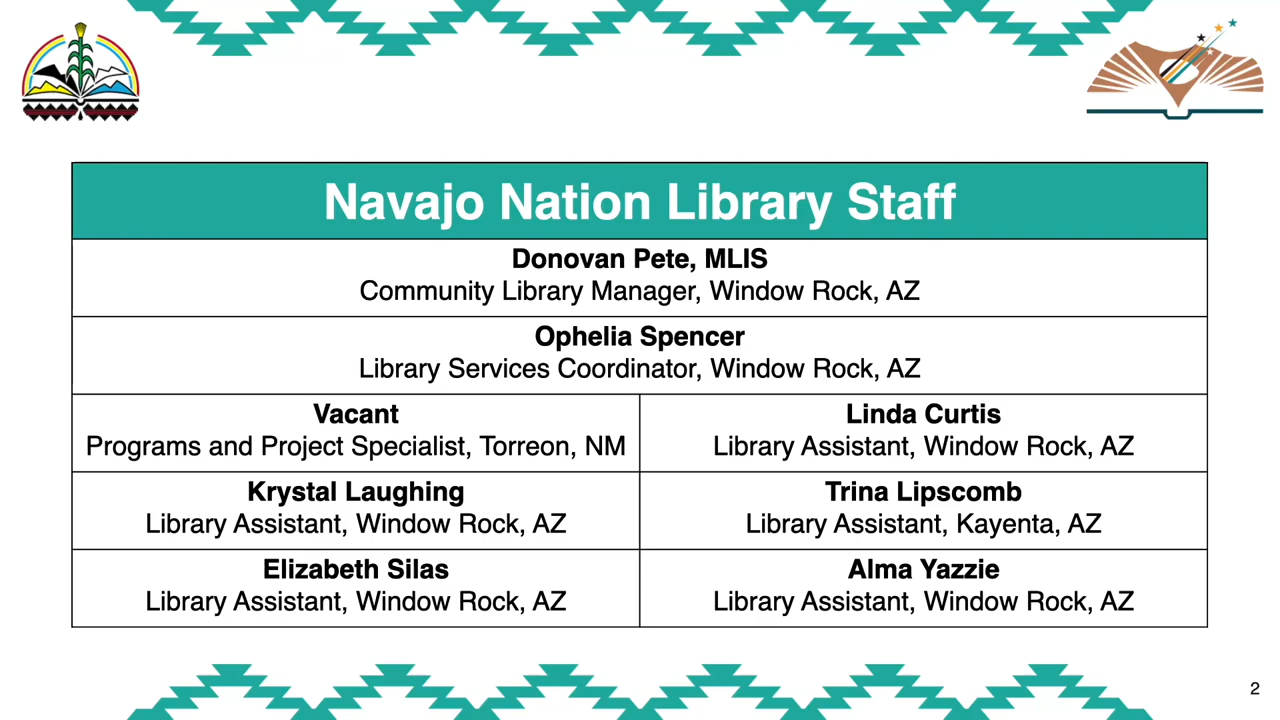 Navajo Nation Library Staff
Donovan Pete, MLIS
Community Library Manager, Window Rock, AZ
Ophelia Spencer
Library Services Coordinator, Window Rock, AZ
Vacant
Programs and Project Specialist, Torreon, NM
Linda Curtis
Library Assistant, Window Rock, AZ
Krystal Laughing
Library Assistant, Window Rock, AZ
Trina Lipscomb
Library Assistant, Kayenta, AZ
Elizabeth Silas
Library Assistant, Window Rock, AZ
Alma Yazzie
Library Assistant, Window Rock, AZ
2